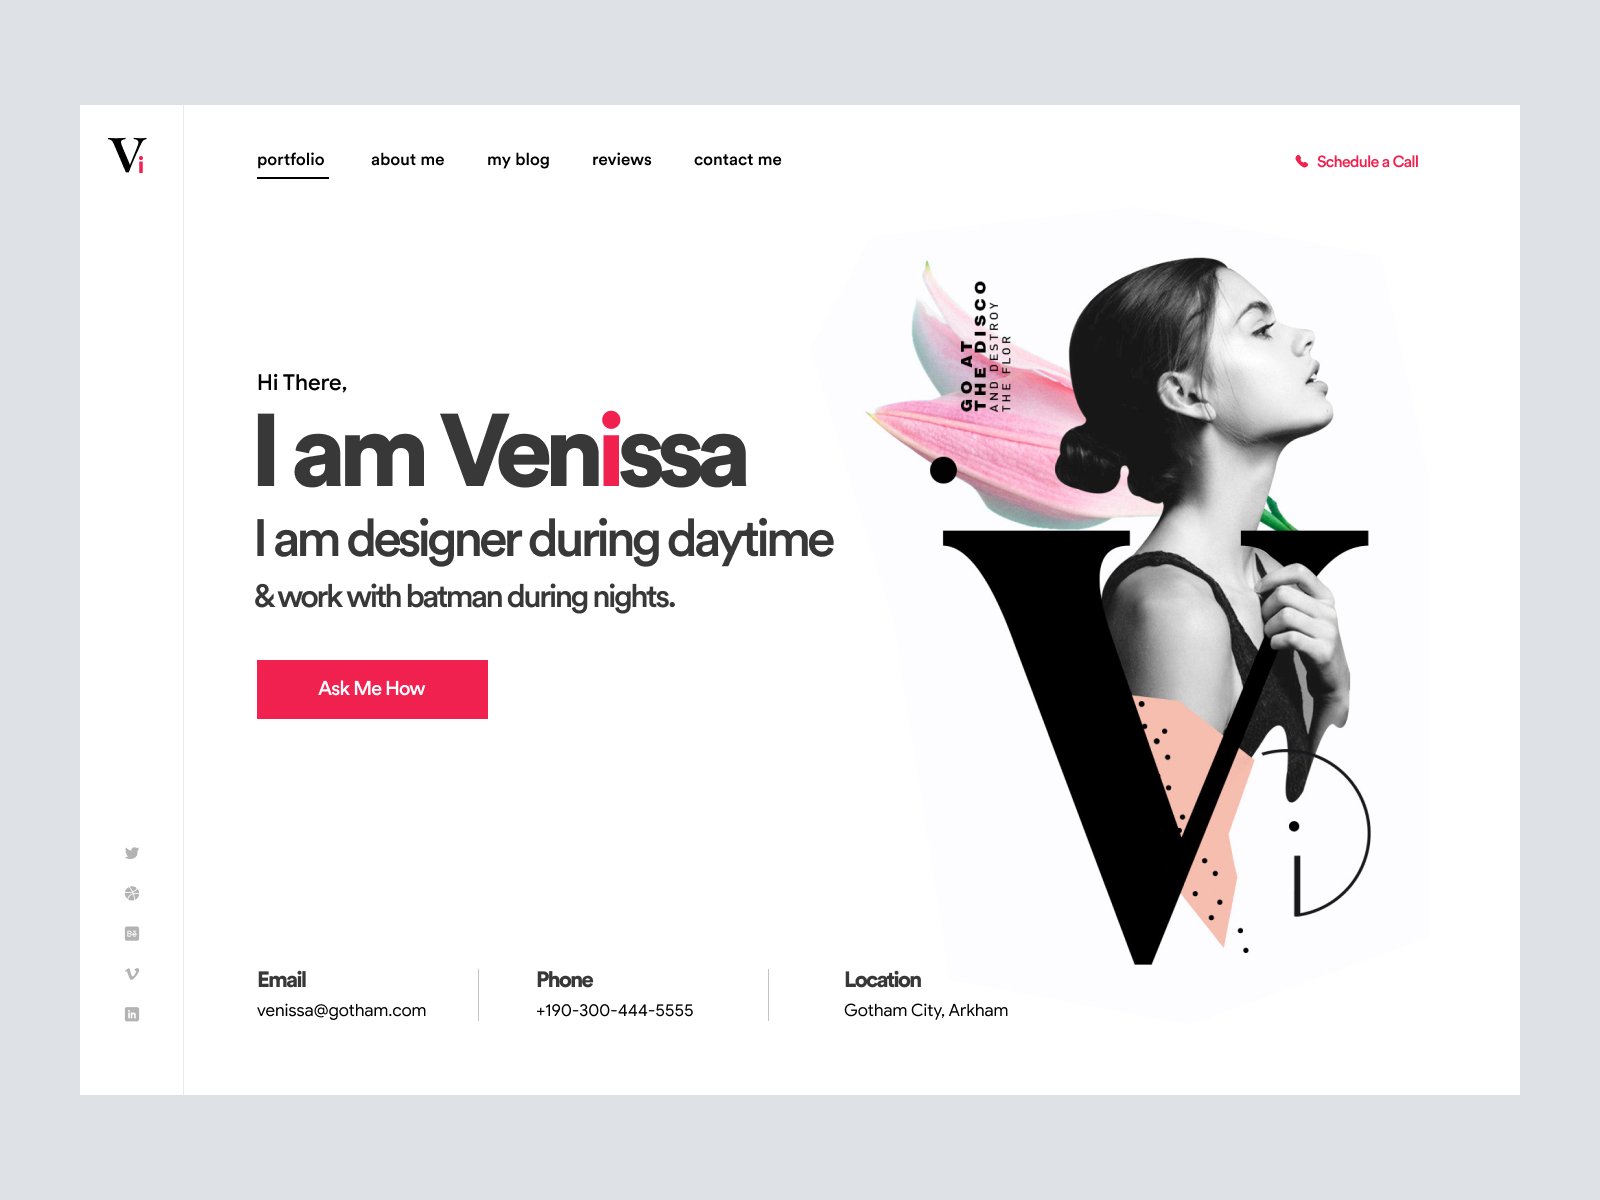 Vi
portfolio
about me
my blog
reviews
contact me
Schedule a Call
GO AT
THE DISCO
AND DESTROY
THE FLOR
Hi There,
I am Venissa
I am designer during daytime
& work with batman during nights.
Ask Me How
V
Bē
in
Email
venissa@gotham.com
Phone
+190-300-444-5555
Location
Gotham City, Arkham